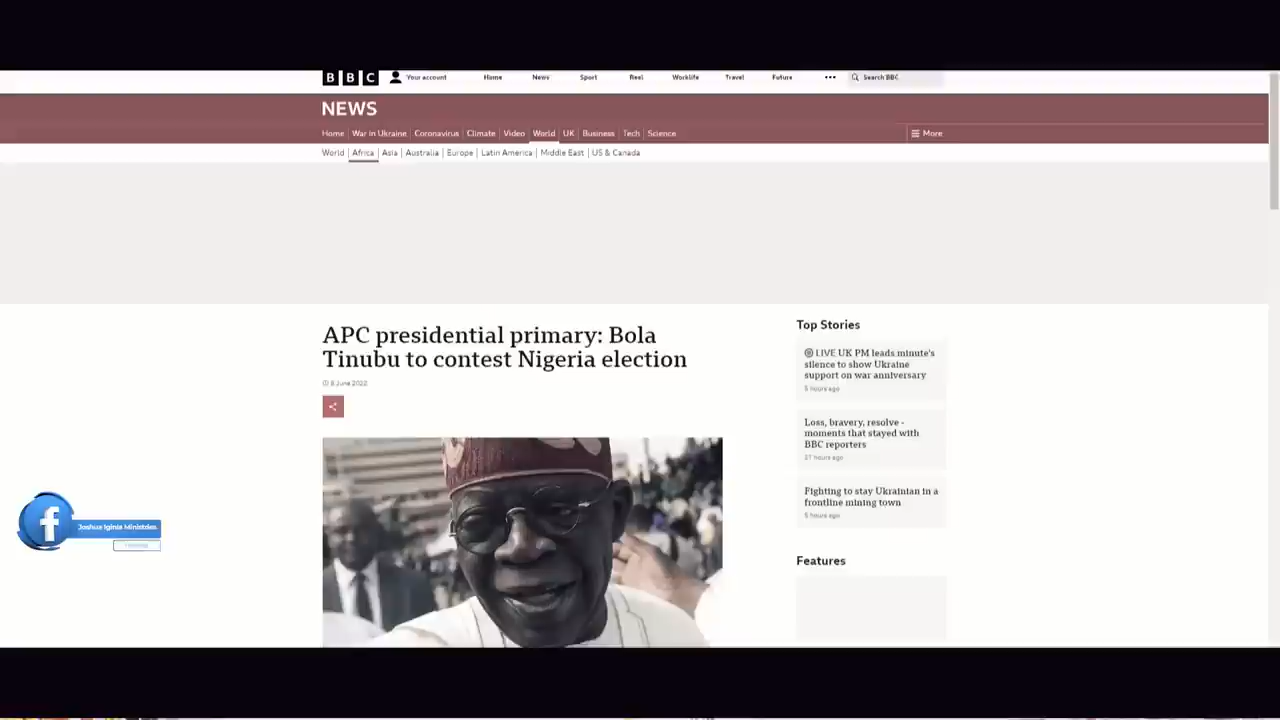 BBC Your account Home News Sport Reel Worklife Travel Future ••• Search BBC
NEWS
Home War in Ukraine Coronavirus Climate Video World UK Business Tech Science More
World Africa Asia Australia Europe Latin America Middle East US & Canada
APC presidential primary: Bola
Tinubu to contest Nigeria election
8 June 2022
Top Stories
LIVE UK PM leads minute's
silence to show Ukraine
support on war anniversary
5 hours ago
Loss, bravery, resolve -
moments that stayed with
BBC reporters
17 hours ago
Fighting to stay Ukrainian in a
frontline mining town
5 hours ago
Features
Joshua Iginla Ministries